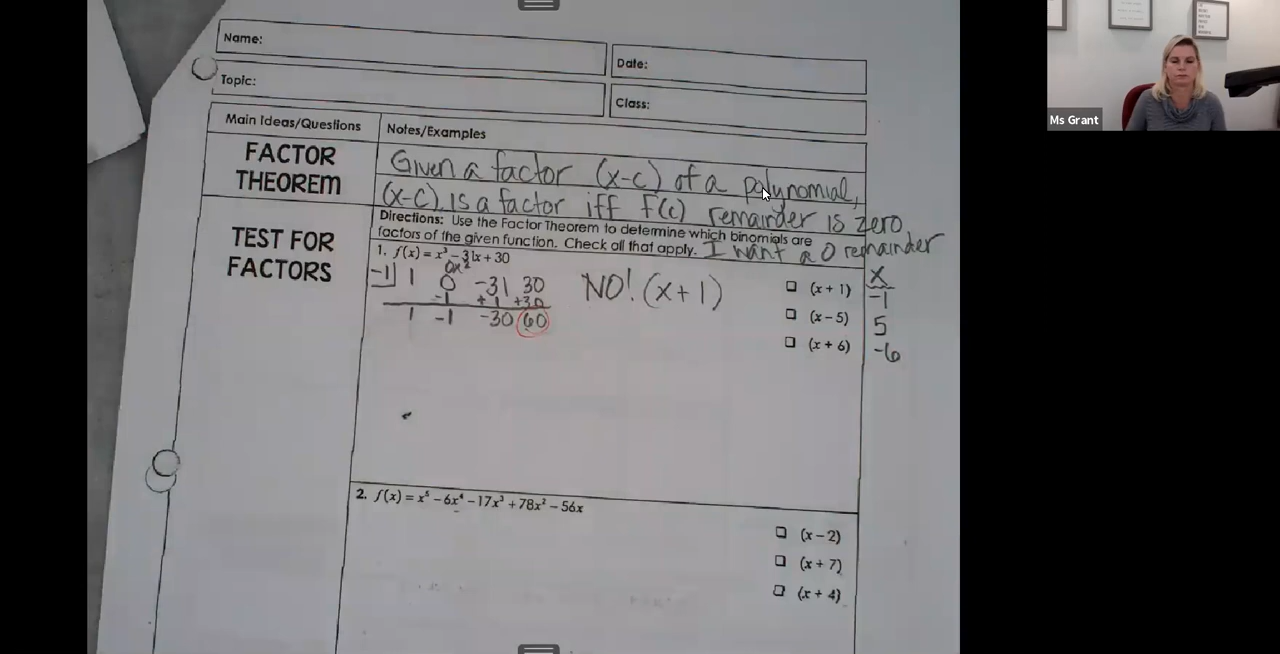 Name:
Date:
Topic:
Class:
Main Ideas/Questions
Notes/Examples
FACTOR
THEOREM
Given a factor (x-c) of a polynomial,
(x-c) is a factor iff f(c) remainder is zero
TEST FOR
FACTORS
Directions: Use the Factor Theorem to determine which binomials are
factors of the given function. Check all that apply. I want a 0 remainder
1. f(x) = x³ – 31x + 30
0x²
-1 1 0 -31 30
-1 +1 +30
1 -1 -30 60
NO! (x+1)
x
(x + 1) -1
(x – 5) 5
(x + 6) -6
2. f(x) = x⁵ – 6x⁴ – 17x³ + 78x² – 56x
(x – 2)
(x + 7)
(x + 4)
Ms Grant